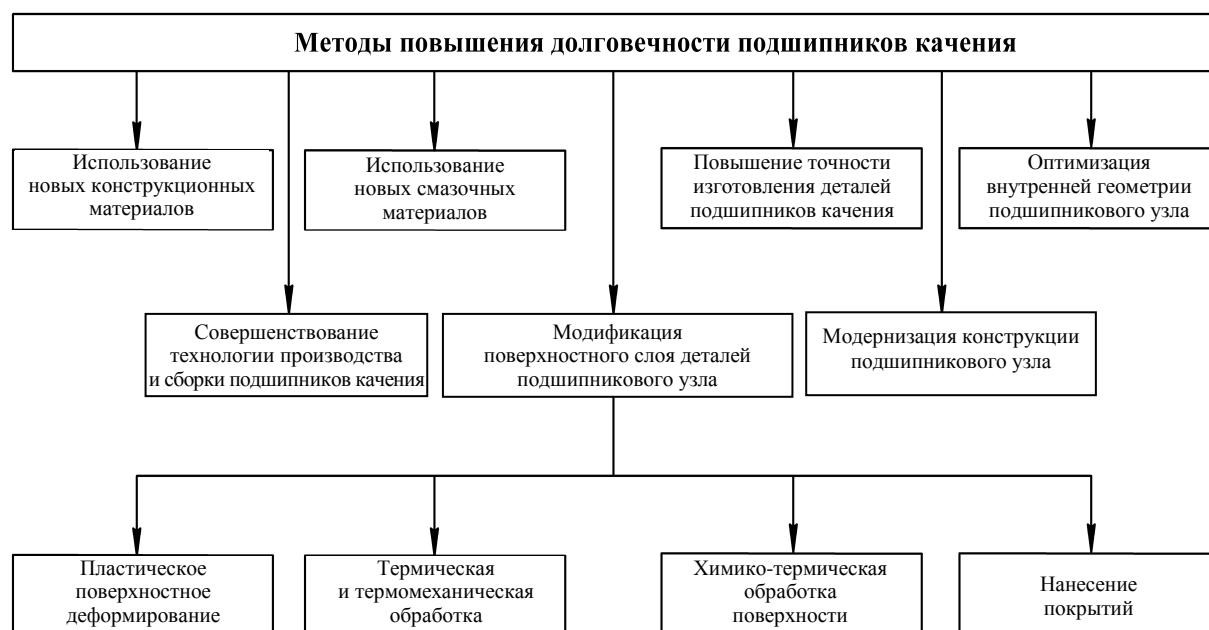 Методы повышения долговечности подшипников качения
Использование
новых конструкционных
материалов
Использование
новых смазочных
материалов
Повышение точности
изготовления деталей
подшипников качения
Оптимизация
внутренней геометрии
подшипникового узла
Совершенствование
технологии производства
и сборки подшипников качения
Модификация
поверхностного слоя деталей
подшипникового узла
Модернизация конструкции
подшипникового узла
Пластическое
поверхностное
деформирование
Термическая
и термомеханическая
обработка
Химико-термическая
обработка
поверхности
Нанесение
покрытий